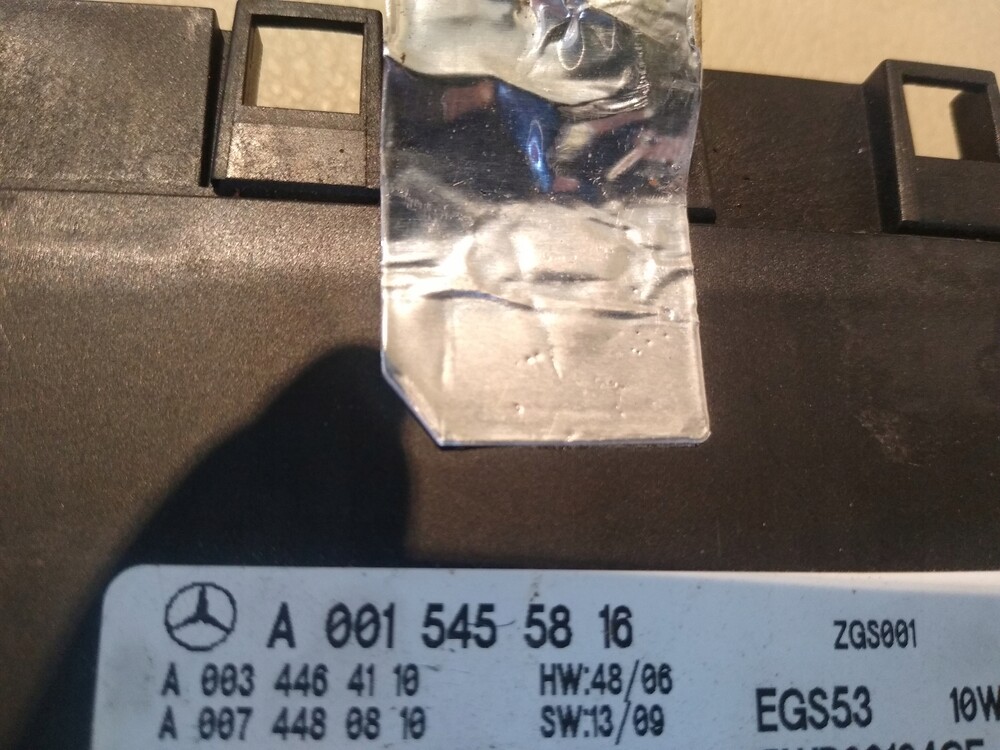 A 001 545 58 16
ZGS001
A 003 446 41 10
HW:48/06
A 007 448 08 10
SW:13/09
EGS53
10W